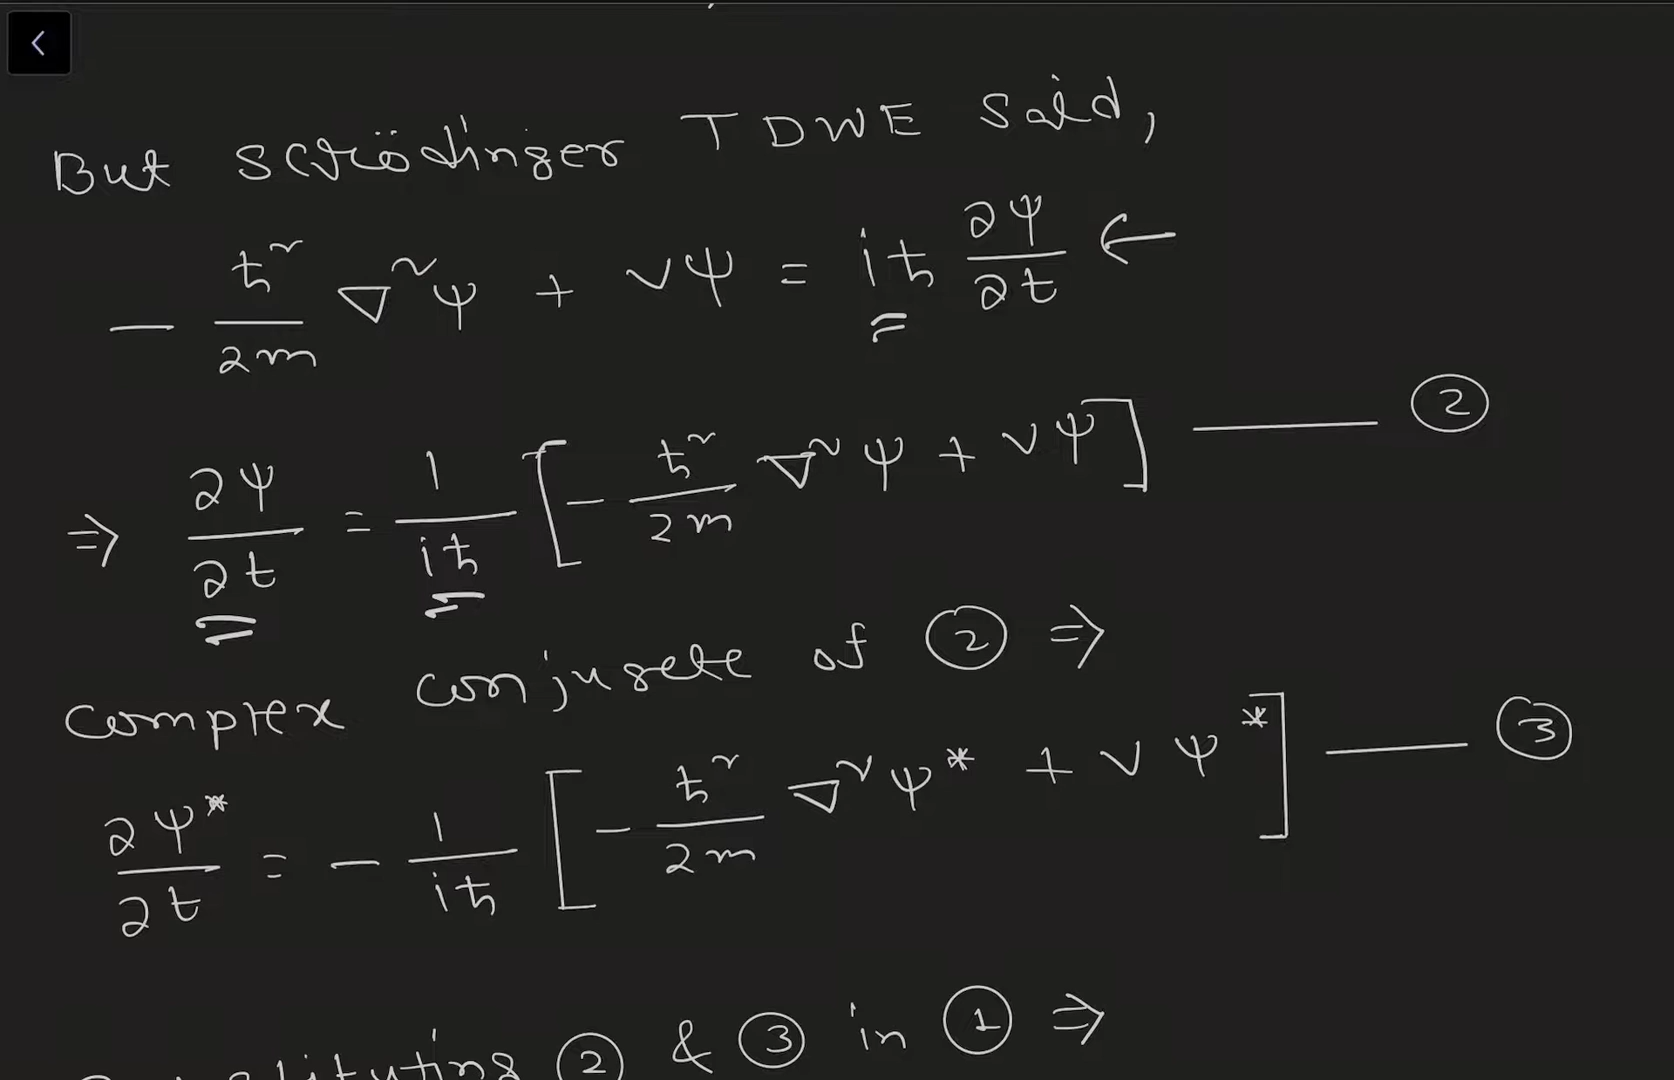 But Scrödinger TDWE said,
- ħ²/2m ∇²ψ + Vψ = iħ ∂ψ/∂t ←
⇒ ∂ψ/∂t = 1/iħ [ - ħ²/2m ∇²ψ + Vψ ] —— ②
Complex conjugate of ② ⇒
∂ψ*/∂t = - 1/iħ [ - ħ²/2m ∇²ψ* + Vψ* ] —— ③
② & ③ in ① ⇒